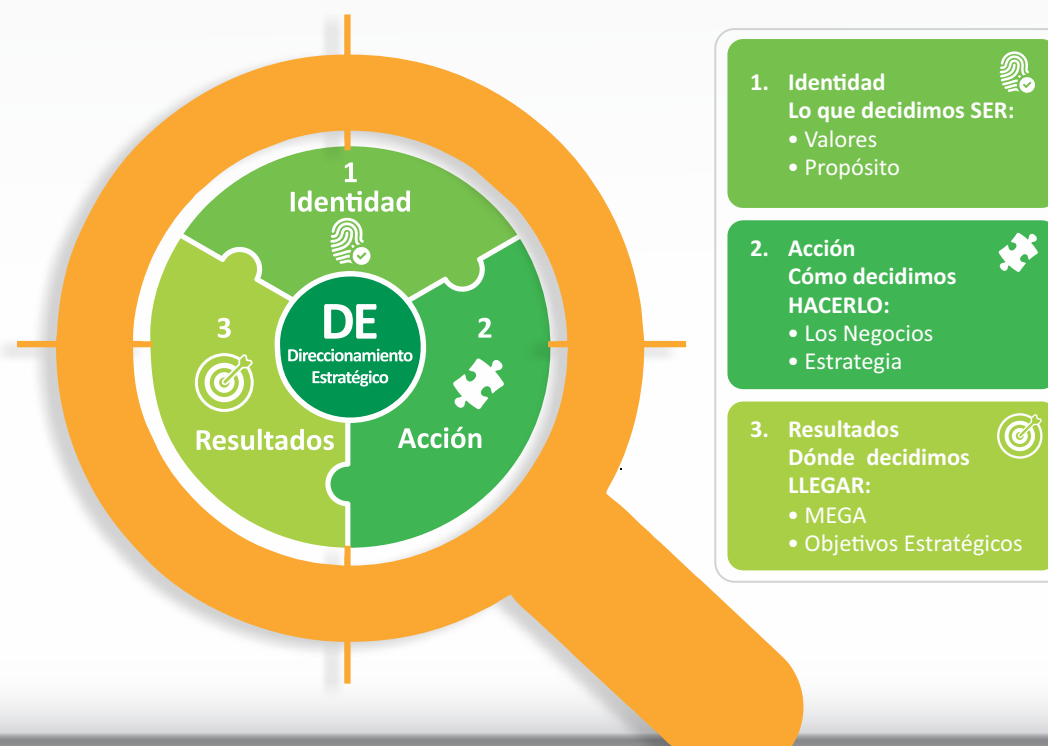 1
Identidad
DE
Direccionamiento
Estratégico
3
Resultados
2
Acción
1. Identidad
Lo que decidimos SER:
• Valores
• Propósito
2. Acción
Cómo decidimos
HACERLO:
• Los Negocios
• Estrategia
3. Resultados
Dónde decidimos
LLEGAR:
• MEGA
• Objetivos Estratégicos